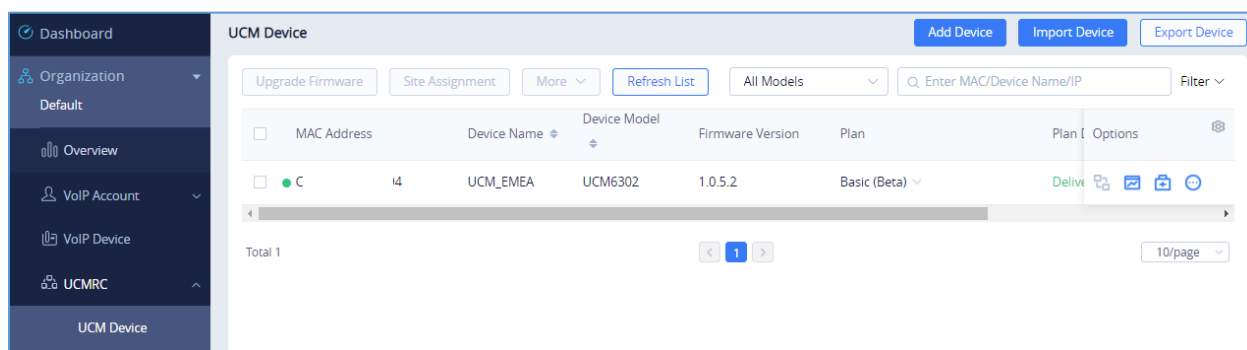 Dashboard
Organization
Default
Overview
VoIP Account
VoIP Device
UCMRC
UCM Device
UCM Device
Add Device
Import Device
Export Device
Upgrade Firmware
Site Assignment
More
Refresh List
All Models
Enter MAC/Device Name/IP
Filter
MAC Address
Device Name
Device Model
Firmware Version
Plan
Plan
Options
C
UCM_EMEA
UCM6302
1.0.5.2
Basic (Beta)
Delive
Total 1
< 1 >
10/page